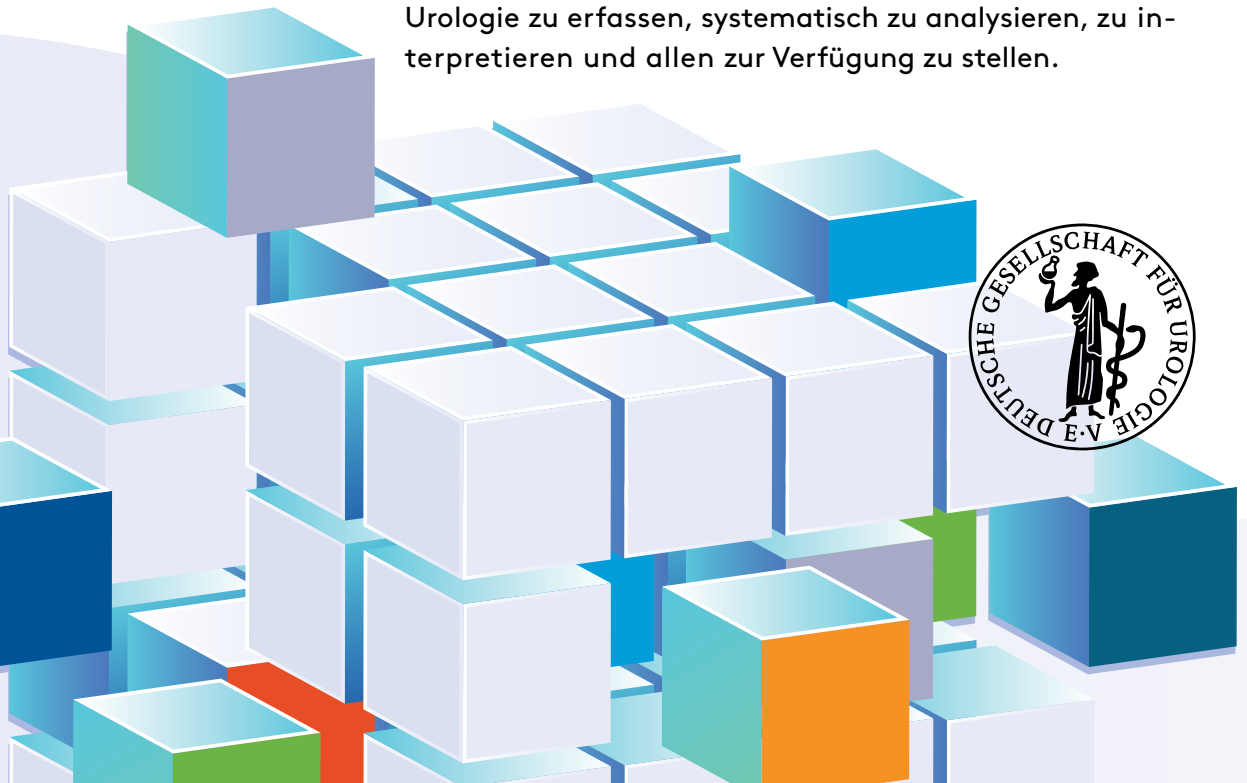 Urologie zu erfassen, systematisch zu analysieren, zu in-
terpretieren und allen zur Verfügung zu stellen.
DEUTSCHE GESELLSCHAFT FÜR UROLOGIE E·V